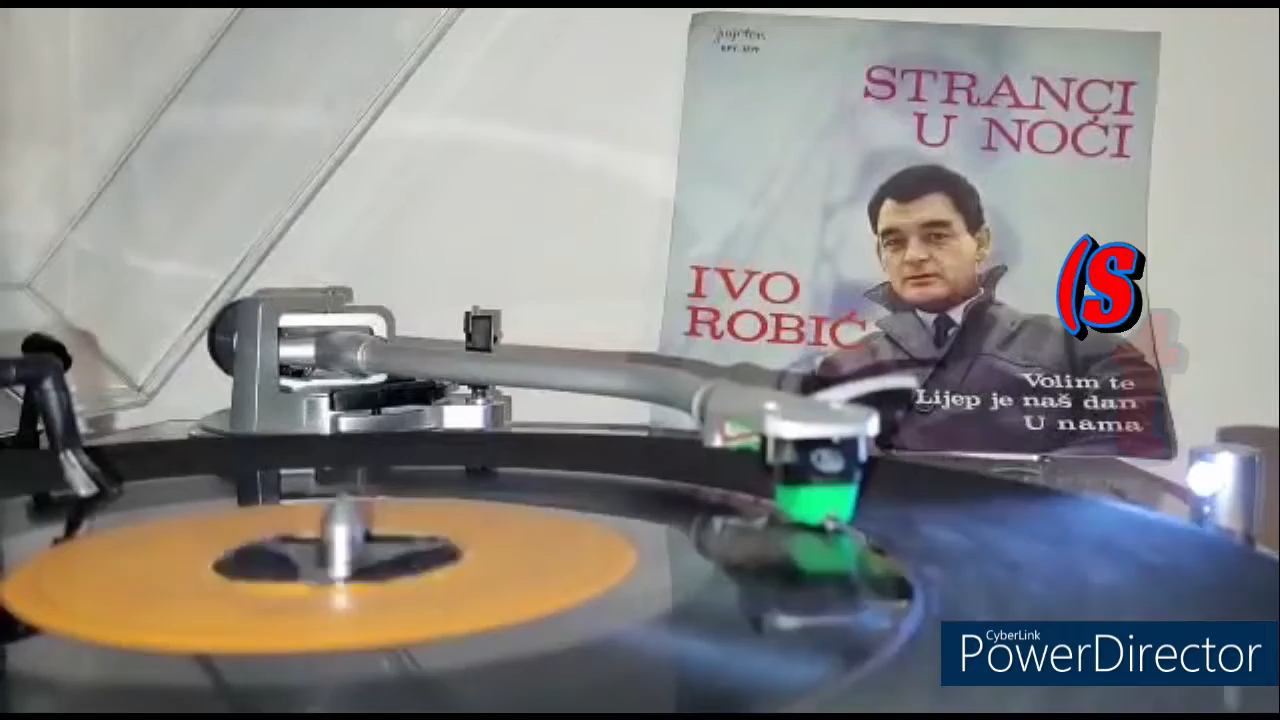 STRANCI
U NOĆI
IVO
ROBIĆ
(S
Volim te
Lijep je naš dan
U nama
CyberLink
PowerDirector